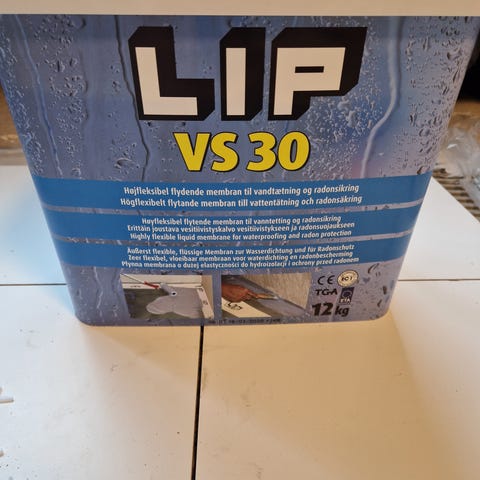 LIP
VS 30
Højfleksibel flydende membran til vandtætning og radonsikring
Högflexibelt flytande membran till vattentätning och radonsäkring
Høyfleksibel flytende membran til vanntetting og radonsikring
Erittäin joustava vesitiivistyskalvo vesitiivistykseen ja radonsuojaukseen
Highly flexible liquid membrane for waterproofing and radon protection
Äußerst flexible, flüssige Membran zur Wasserdichtung und für Radonschutz
Zeer flexibel, vloeibaar membraan voor waterdichting en radonbescherming
Płynna membrana o dużej elastyczności do hydroizolacji i ochrony przed radonem
CE EC1
TGA ETA
12 kg